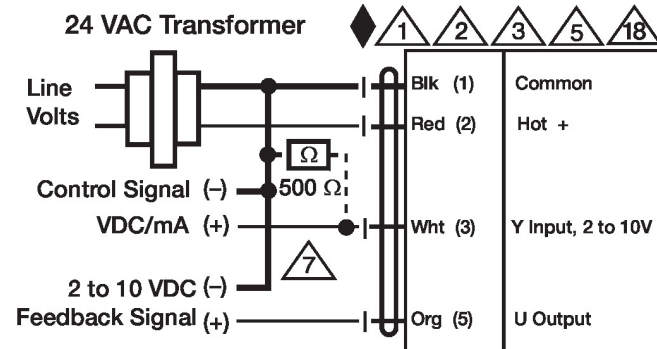 24 VAC Transformer
1 2 3 5 18
Line
Volts
Blk (1) Common
Red (2) Hot +
Ω
Control Signal (–) 500 Ω
VDC/mA (+) Wht (3) Y Input, 2 to 10V
7
2 to 10 VDC (–)
Feedback Signal (+) Org (5) U Output